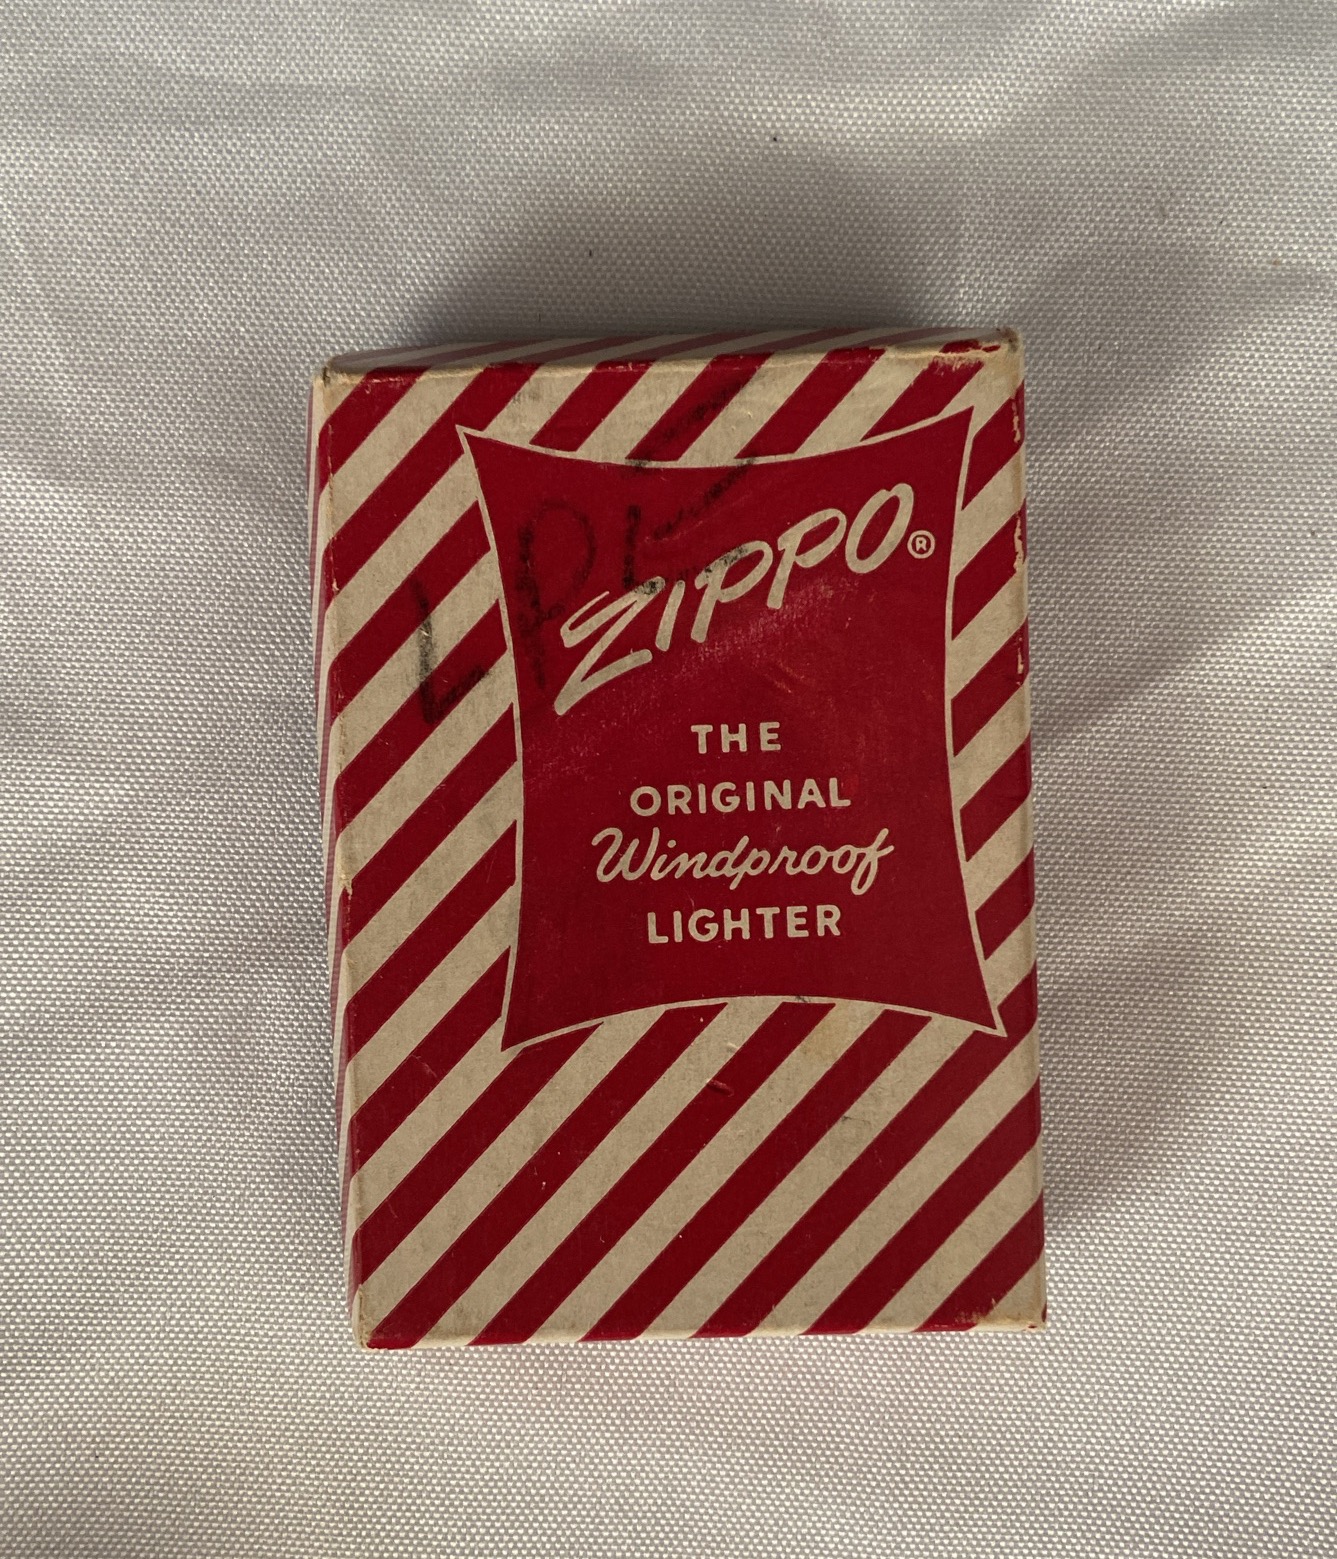 ZIPPO®
THE
ORIGINAL
Windproof
LIGHTER